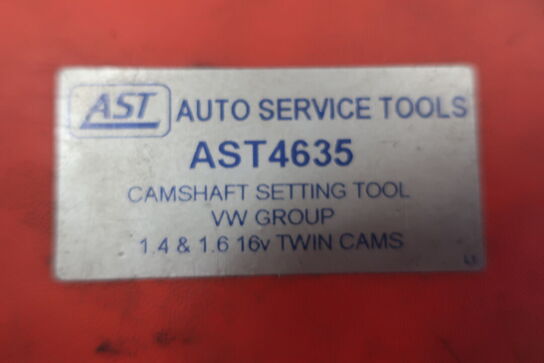 AST AUTO SERVICE TOOLS
AST4635
CAMSHAFT SETTING TOOL
VW GROUP
1.4 & 1.6 16v TWIN CAMS